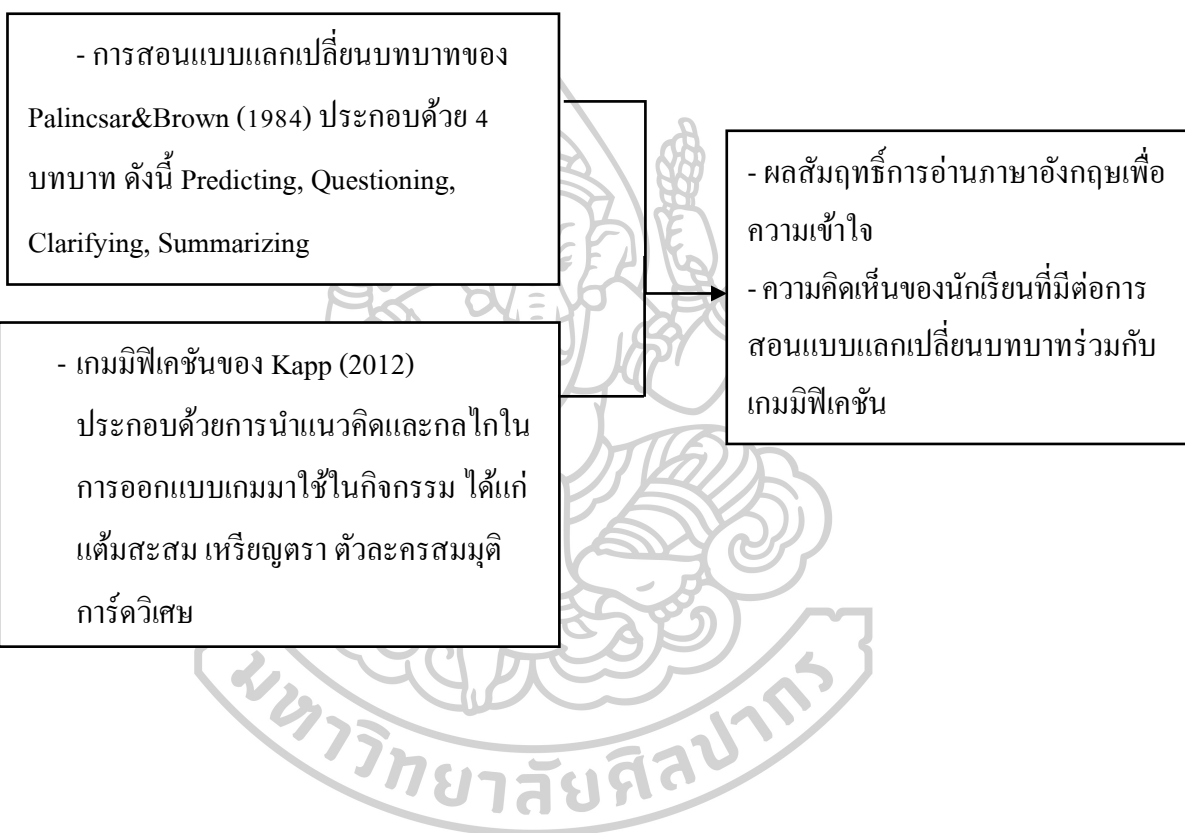 - การสอนแบบแลกเปลี่ยนบทบาทของ
Palincsar&Brown (1984) ประกอบด้วย 4
บทบาท ดังนี้ Predicting, Questioning,
Clarifying, Summarizing
- เกมมิฟิเคชันของ Kapp (2012)
ประกอบด้วยการนำแนวคิดและกลไกใน
การออกแบบเกมมาใช้ในกิจกรรม ได้แก่
แต้มสะสม เหรียญตรา ตัวละครสมมุติ
การ์ดวิเศษ
- ผลสัมฤทธิ์การอ่านภาษาอังกฤษเพื่อ
ความเข้าใจ
- ความคิดเห็นของนักเรียนที่มีต่อการ
สอนแบบแลกเปลี่ยนบทบาทร่วมกับ
เกมมิฟิเคชัน
มหาวิทยาลัยศิลปากร